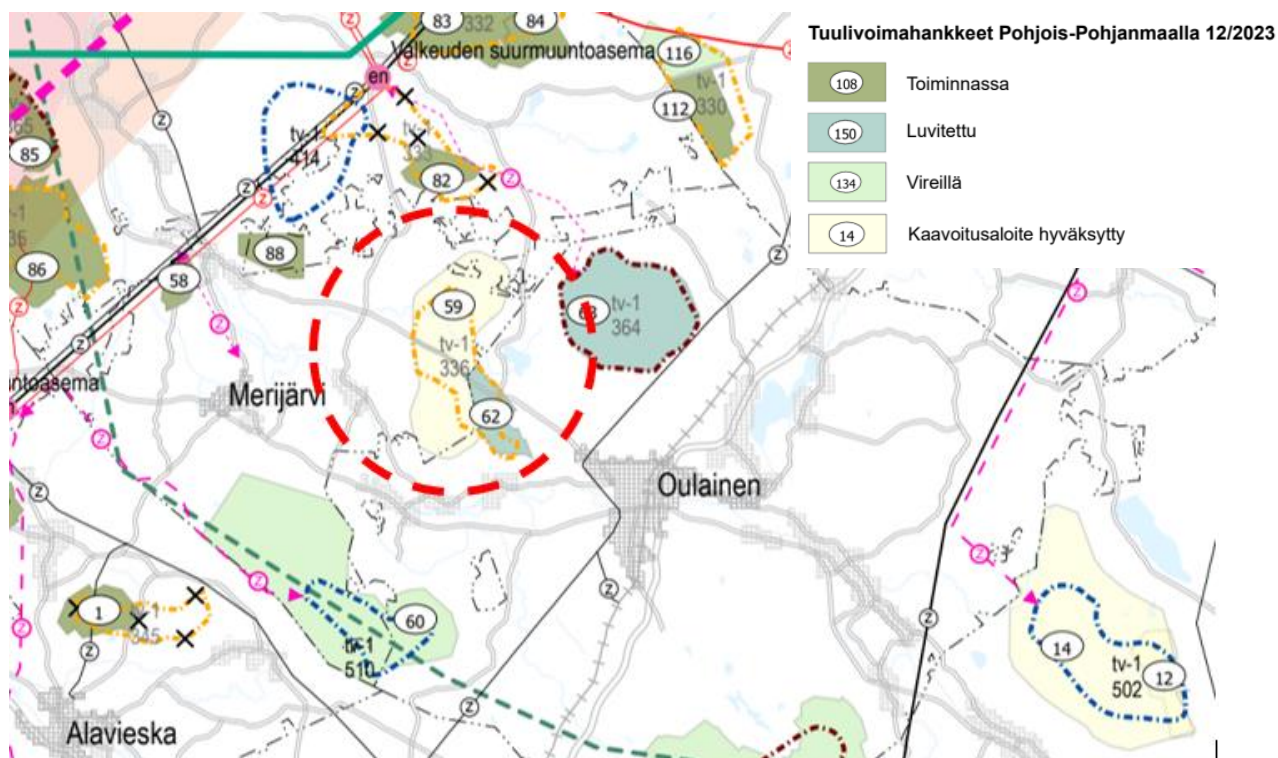 Tuulivoimahankkeet Pohjois-Pohjanmaalla 12/2023
108 Toiminnassa
150 Luvitettu
134 Vireillä
14 Kaavoitusaloite hyväksytty
z
83
332
84
z
Valkeuden suurmuuntoasema
116
z
en
z
112
tv-1
330
z
85
tv-1
414
tv-1
333
82
z
z
z
88
z
86
58
59
63
tv-1
364
z
z
z
tv-1
336
z
untoasema
Merijärvi
62
z
Oulainen
z
z
z
z
z
1
345
60
z
z
14
tv-1
510
tv-1
502
12
z
z
Alavieska